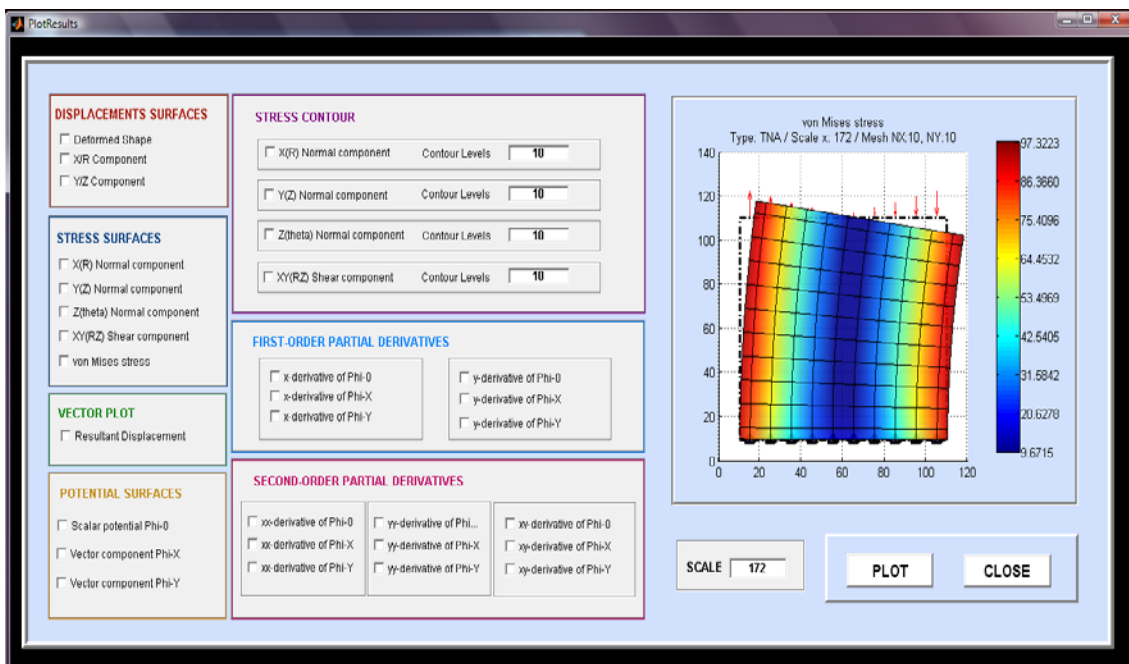 PlotResults
DISPLACEMENTS SURFACES
Deformed Shape
X/R Component
Y/Z Component
STRESS SURFACES
X(R) Normal component
Y(Z) Normal component
Z(theta) Normal component
XY(RZ) Shear component
von Mises stress
VECTOR PLOT
Resultant Displacement
POTENTIAL SURFACES
Scalar potential Phi-0
Vector component Phi-X
Vector component Phi-Y
STRESS CONTOUR
X(R) Normal component Contour Levels 10
Y(Z) Normal component Contour Levels 10
Z(theta) Normal component Contour Levels 10
XY(RZ) Shear component Contour Levels 10
FIRST-ORDER PARTIAL DERIVATIVES
x-derivative of Phi-0
x-derivative of Phi-X
x-derivative of Phi-Y
y-derivative of Phi-0
y-derivative of Phi-X
y-derivative of Phi-Y
SECOND-ORDER PARTIAL DERIVATIVES
xx-derivative of Phi-0
xx-derivative of Phi-X
xx-derivative of Phi-Y
yy-derivative of Phi...
yy-derivative of Phi-X
yy-derivative of Phi-Y
xy-derivative of Phi-0
xy-derivative of Phi-X
xy-derivative of Phi-Y
von Mises stress
Type: TNA / Scale x: 172 / Mesh NX:10, NY:10
140
120
100
80
60
40
20
0
0 20 40 60 80 100 120
97.3223
86.3660
75.4096
64.4532
53.4969
42.5405
31.5842
20.6278
9.6715
SCALE 172
PLOT
CLOSE